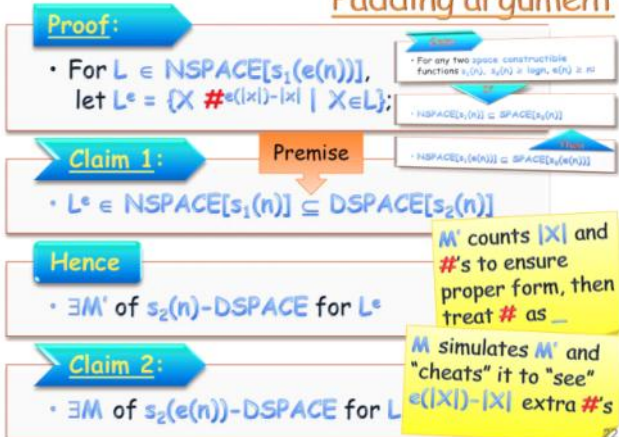 Padding argument
Proof:
• For L ∈ NSPACE[s₁(e(n))],
let Lᵉ = {X #ᵉ⁽|X|⁾⁻|X| | X∈L};
• For any two space constructible
functions s₁(n), s₂(n) ≥ logn, e(n) ≥ n:
• NSPACE[s₁(n)] ⊆ SPACE[s₂(n)]
• NSPACE[s₁(e(n))] ⊆ SPACE[s₂(e(n))]
Claim 1:
Premise
• Lᵉ ∈ NSPACE[s₁(n)] ⊆ DSPACE[s₂(n)]
Hence
• ∃M' of s₂(n)-DSPACE for Lᵉ
M' counts |X| and
#'s to ensure
proper form, then
treat # as _
Claim 2:
• ∃M of s₂(e(n))-DSPACE for L
M simulates M' and
"cheats" it to "see"
e(|X|)-|X| extra #'s